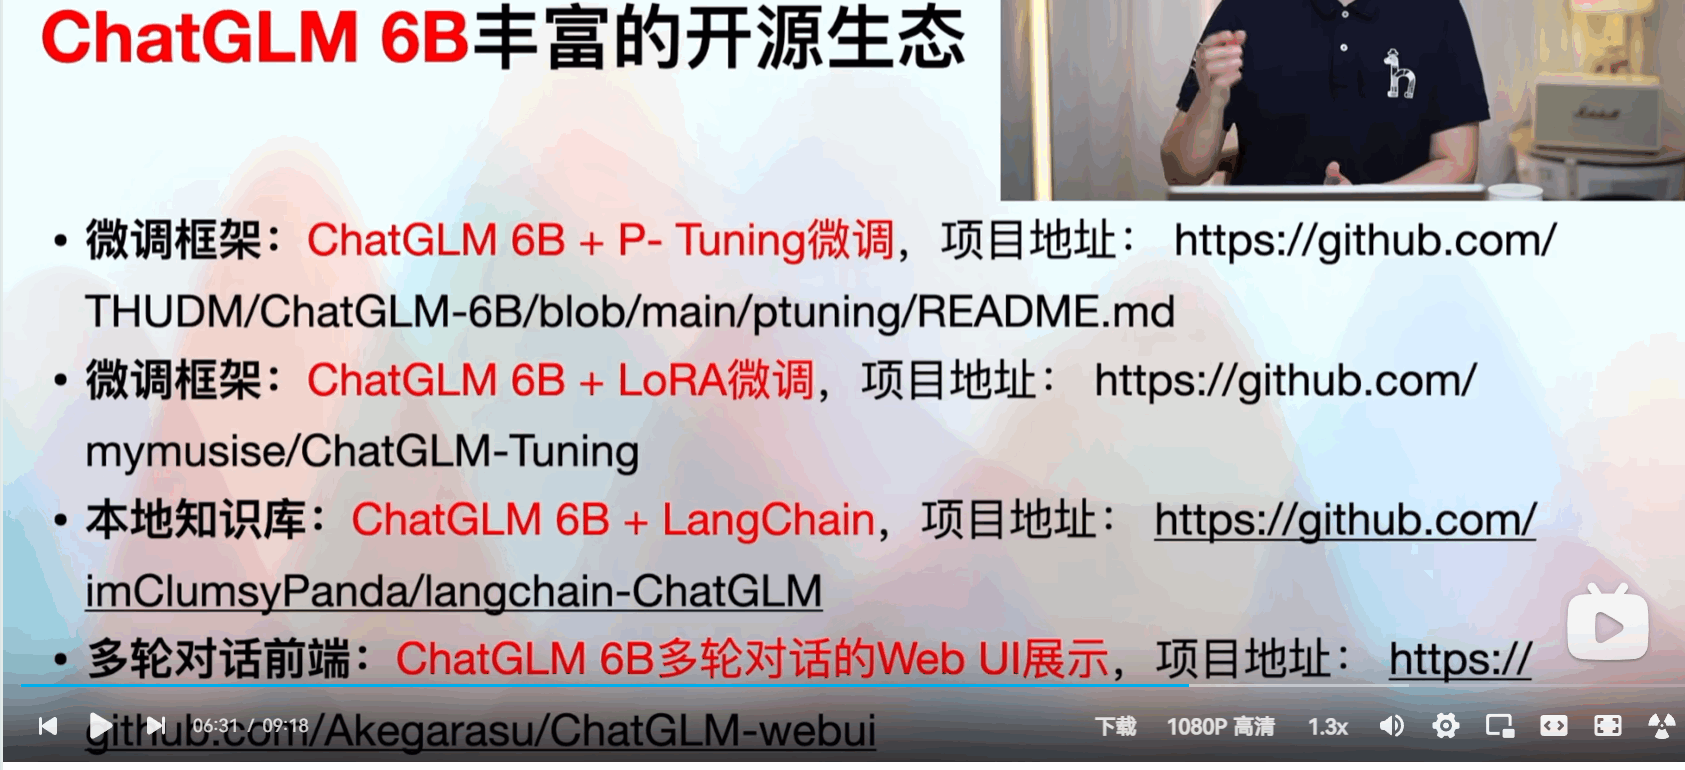 ChatGLM 6B丰富的开源生态
h
Marshall
• 微调框架：ChatGLM 6B + P- Tuning微调，项目地址： https://github.com/
THUDM/ChatGLM-6B/blob/main/ptuning/README.md
• 微调框架：ChatGLM 6B + LoRA微调，项目地址： https://github.com/
mymusise/ChatGLM-Tuning
• 本地知识库：ChatGLM 6B + LangChain，项目地址： https://github.com/
imClumsyPanda/langchain-ChatGLM
• 多轮对话前端：ChatGLM 6B多轮对话的Web UI展示，项目地址： https://
github.com/Akegarasu/ChatGLM-webui
06:31 / 09:18 下载 1080P 高清 1.3x